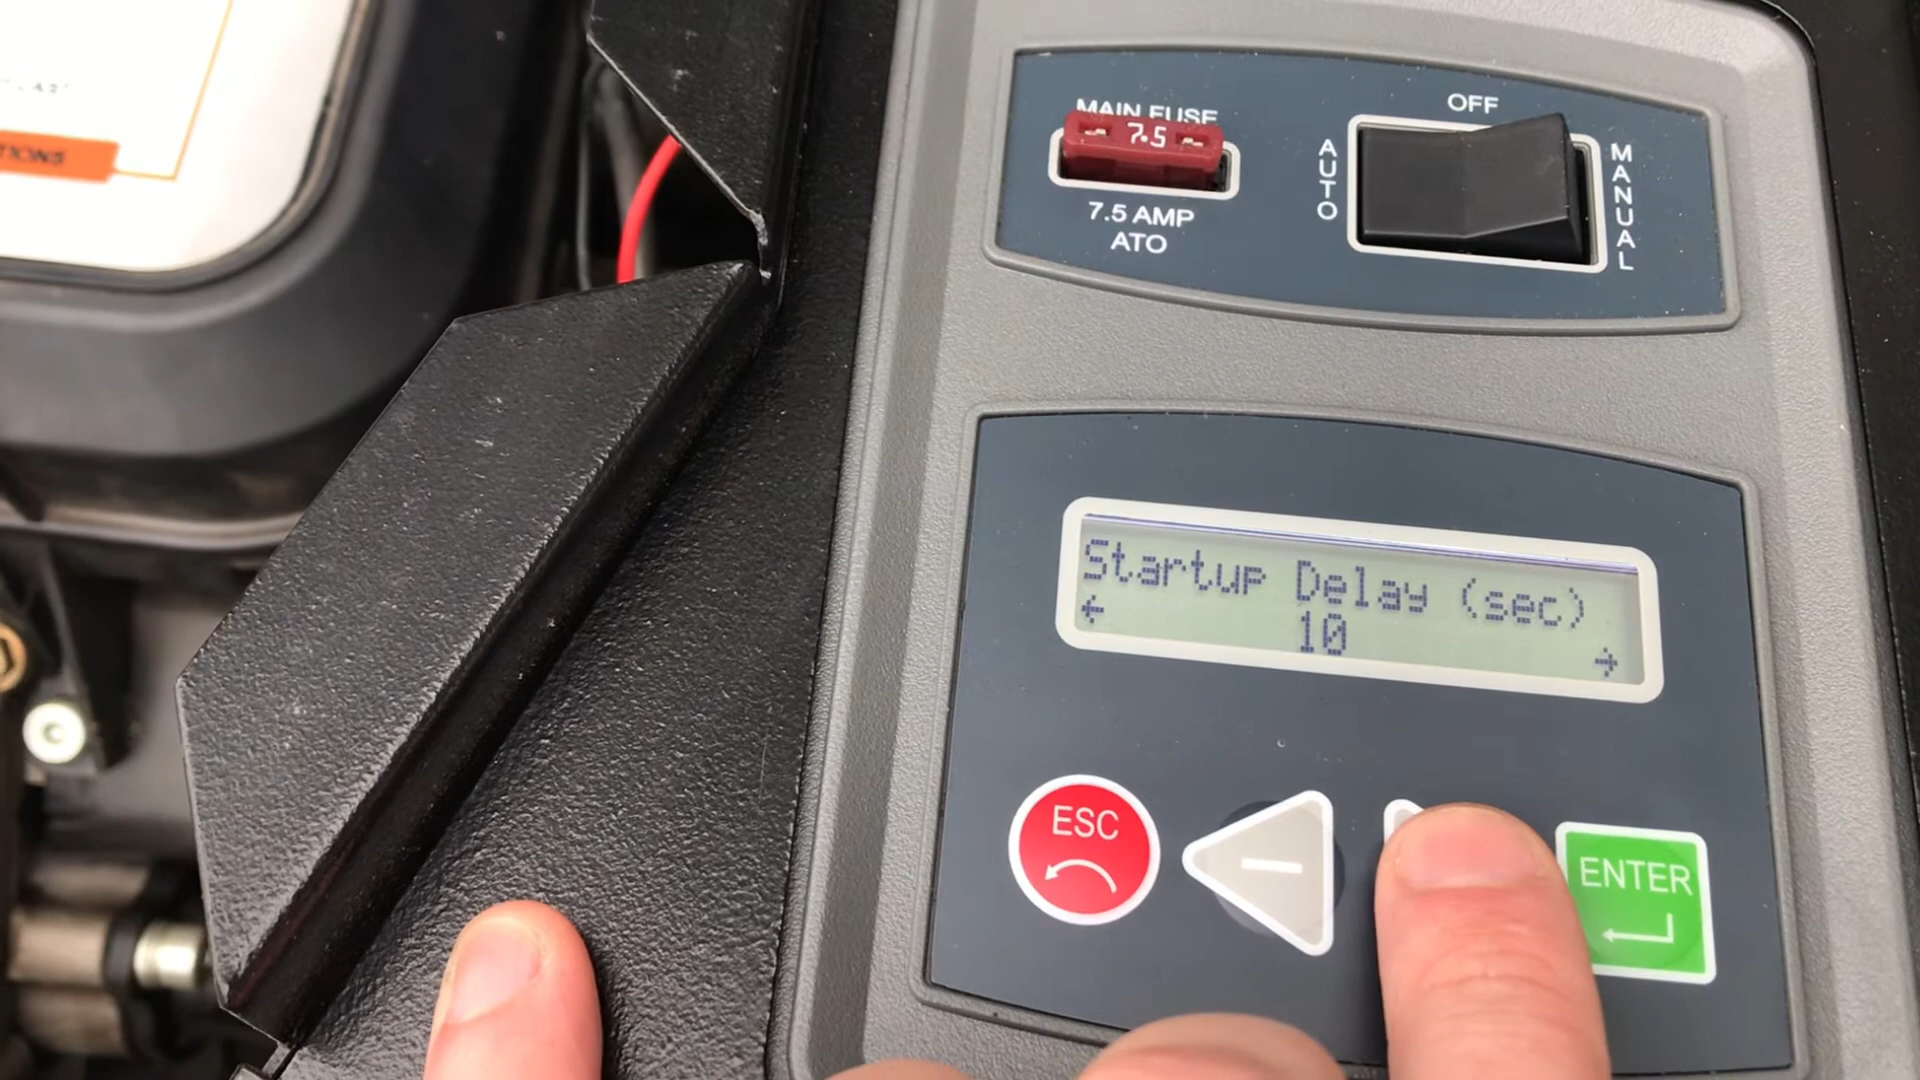 MAIN FUSE
7.5
7.5 AMP
ATO
OFF
AUTO
MANUAL
Startup Delay (sec)
← 10 →
ESC
−
ENTER